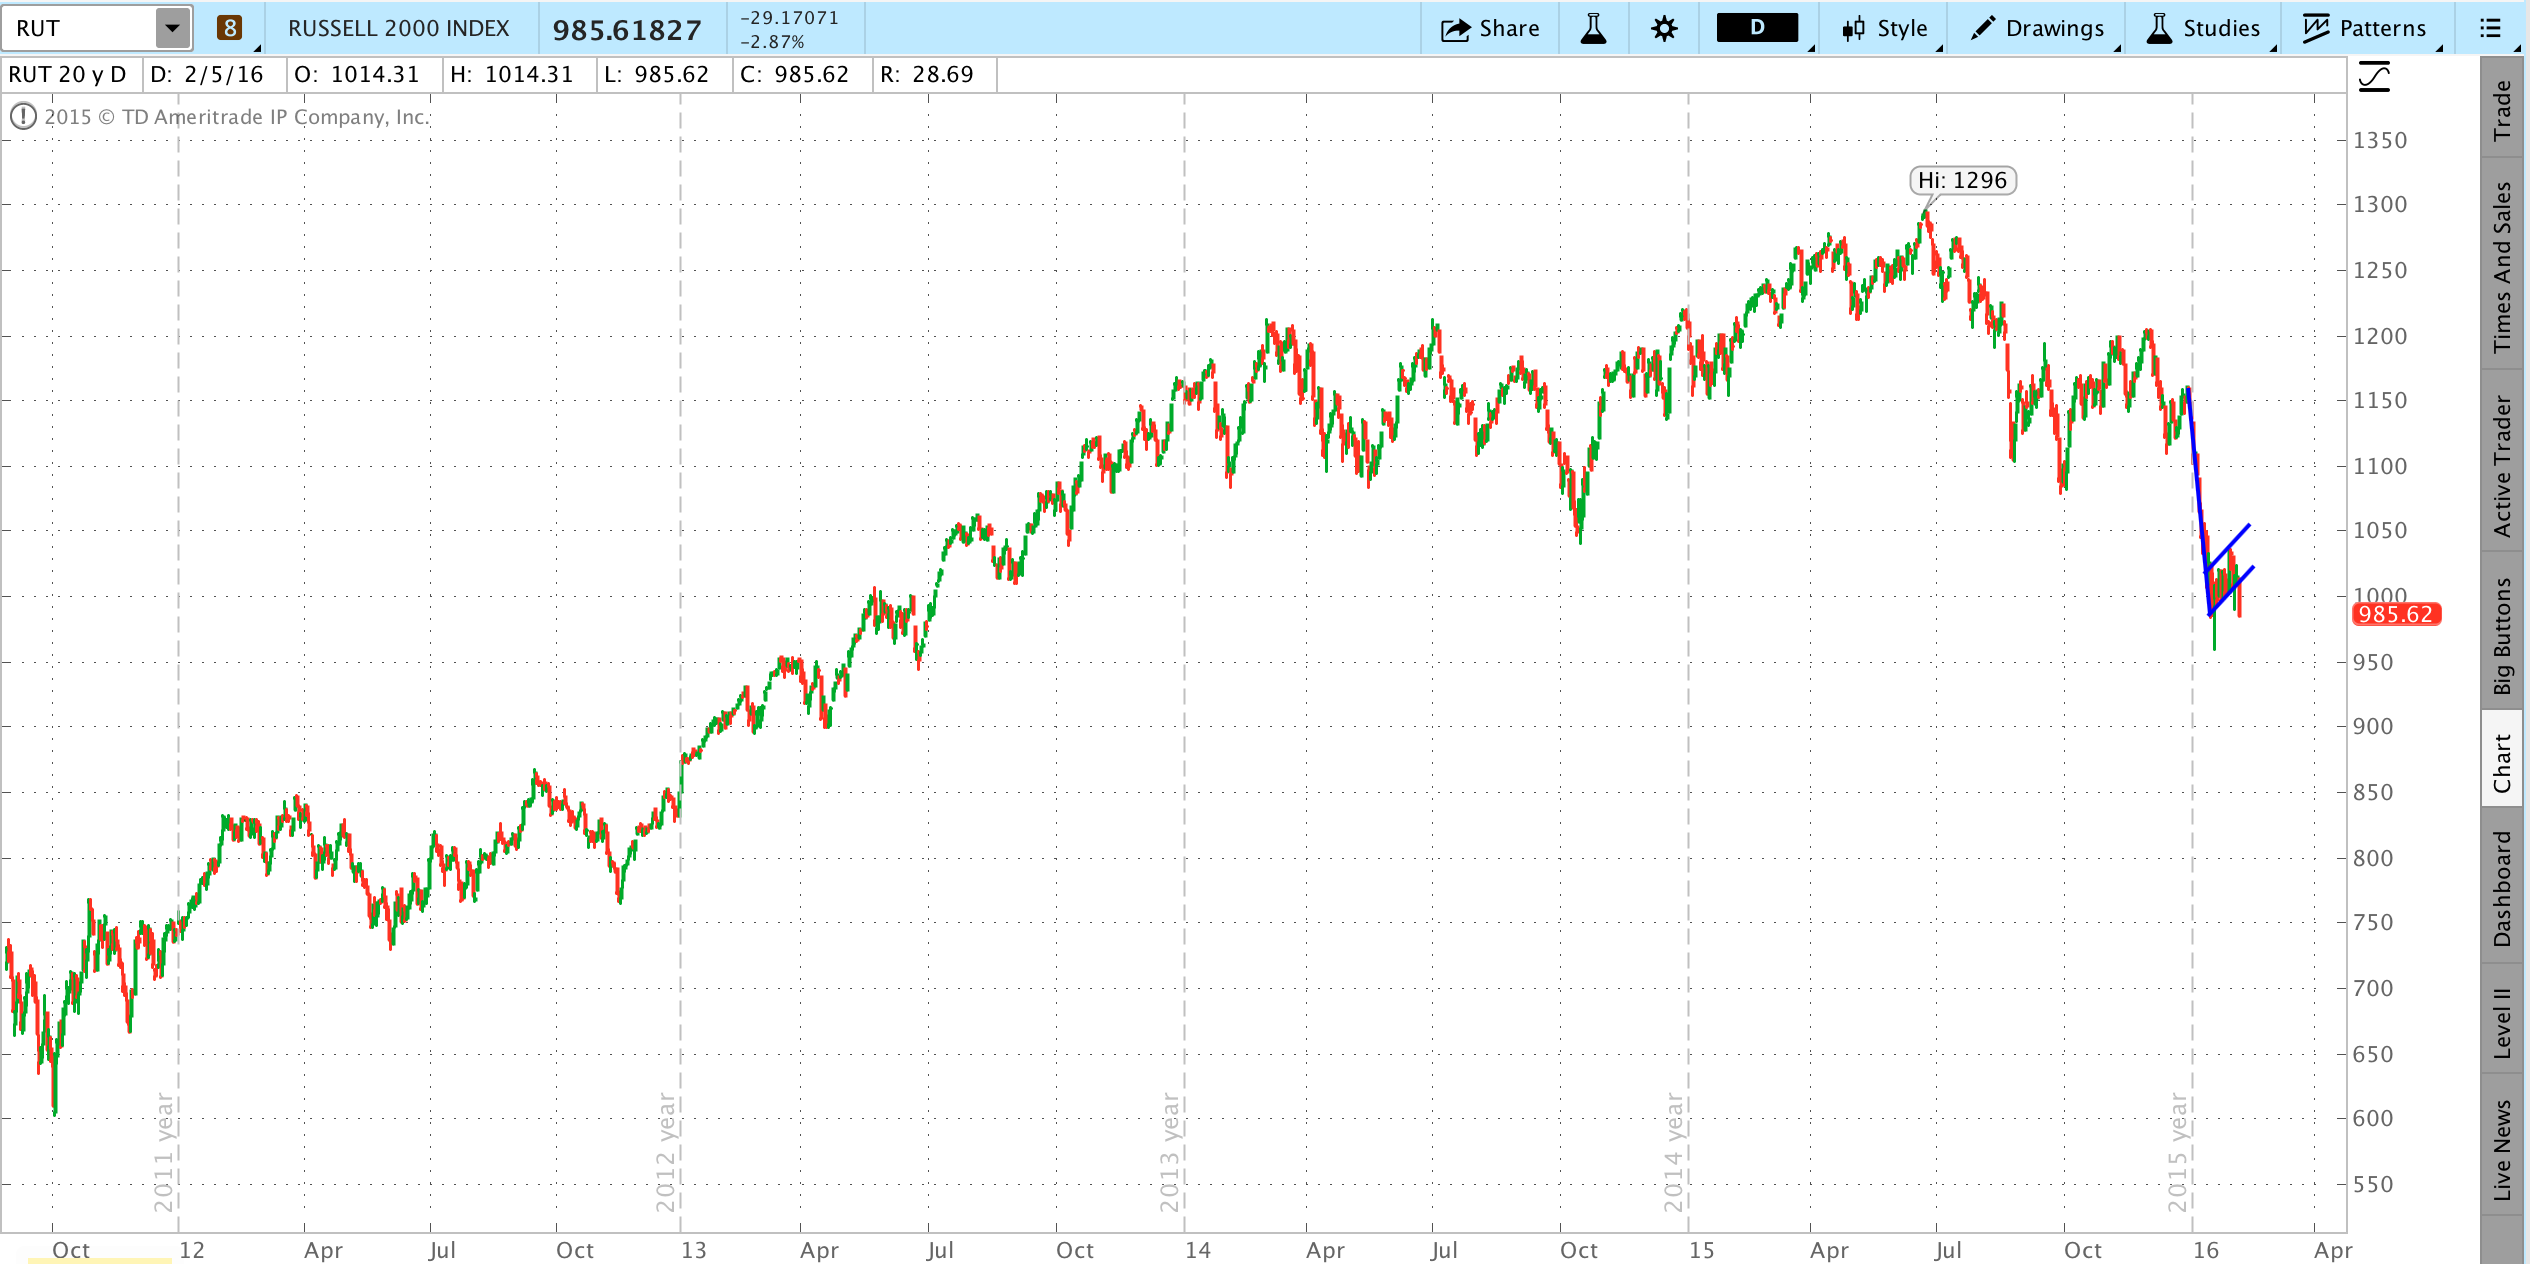 RUT 8 RUSSELL 2000 INDEX 985.61827 -29.17071 -2.87% Share D Style Drawings Studies Patterns
RUT 20 y D D: 2/5/16 O: 1014.31 H: 1014.31 L: 985.62 C: 985.62 R: 28.69
2015 © TD Ameritrade IP Company, Inc.
Hi: 1296
1350
1300
1250
1200
1150
1100
1050
1000
985.62
950
900
850
800
750
700
650
600
550
2011 year
2012 year
2013 year
2014 year
2015 year
Oct 12 Apr Jul Oct 13 Apr Jul Oct 14 Apr Jul Oct 15 Apr Jul Oct 16 Apr
Trade
Times And Sales
Active Trader
Big Buttons
Chart
Dashboard
Level II
Live News